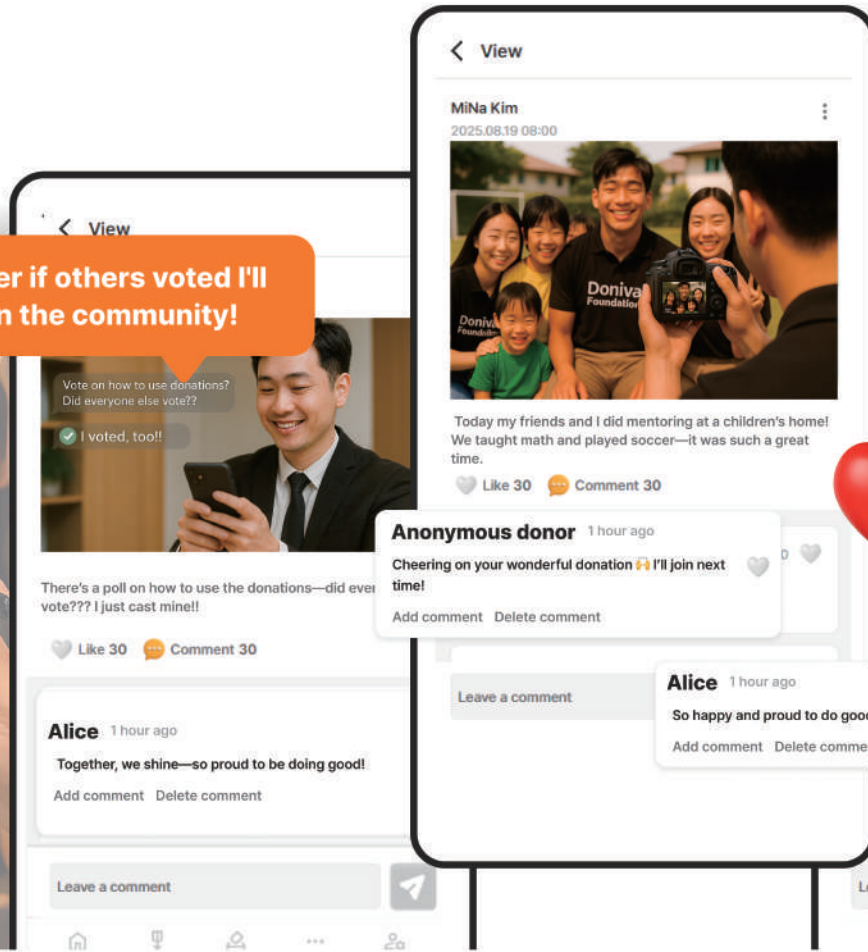 View
er if others voted I'll
n the community!
Vote on how to use donations?
Did everyone else vote??
I voted, too!!
There's a poll on how to use the donations—did ever
vote??? I just cast mine!!
Like 30 Comment 30
Alice 1 hour ago
Together, we shine—so proud to be doing good!
Add comment Delete comment
Leave a comment
View
MiNa Kim
2025.08.19 08:00
Doniva
Foundation
Doniva
Foundation
Today my friends and I did mentoring at a children's home!
We taught math and played soccer—it was such a great
time.
Like 30 Comment 30
Anonymous donor 1 hour ago
Cheering on your wonderful donation 🙌 I'll join next
time!
Add comment Delete comment
Leave a comment
Alice 1 hour ago
So happy and proud to do goo
Add comment Delete comme